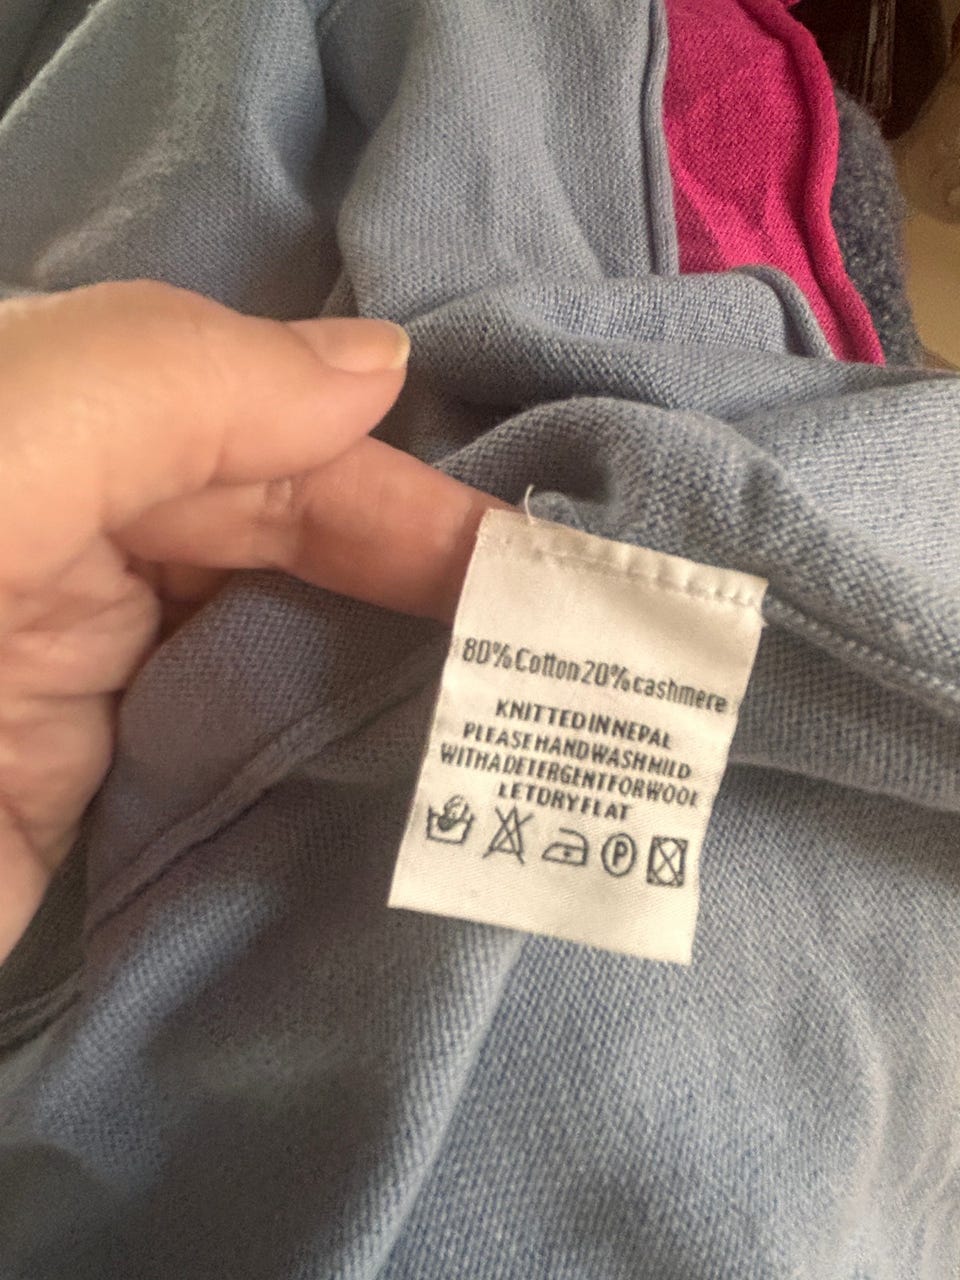 80%Cotton20%cashmere
KNITTEDINNEPAL
PLEASEHANDWASHMILD
WITHADETERGENTFORWOOL
LETDRYFLAT
P